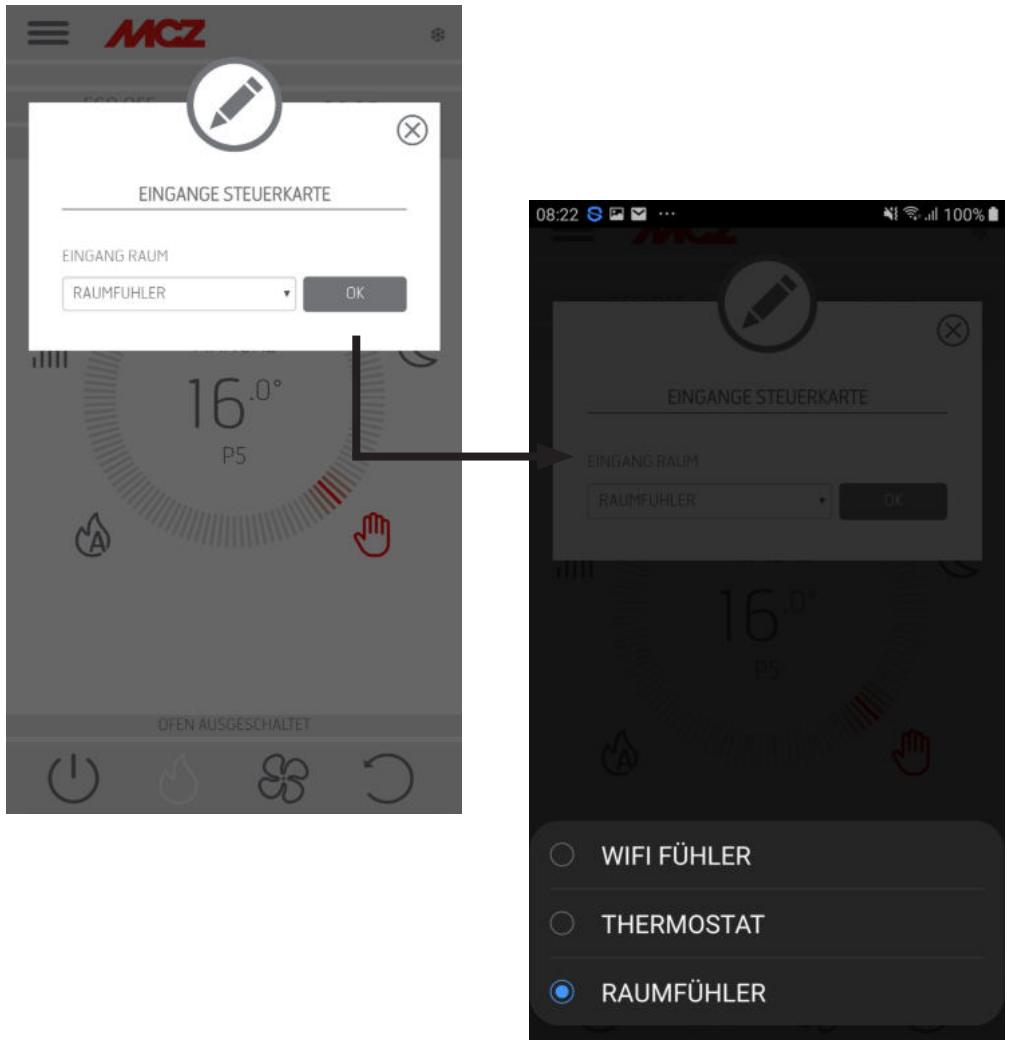 MCZ
EINGANGE STEUERKARTE
EINGANG RAUM
RAUMFUHLER
OK
16.0°
P5
A
OFEN AUSGESCHALTET
08:22
100%
EINGANGE STEUERKARTE
EINGANG RAUM
RAUMFUHLER
OK
16.0°
P5
A
WIFI FÜHLER
THERMOSTAT
RAUMFÜHLER